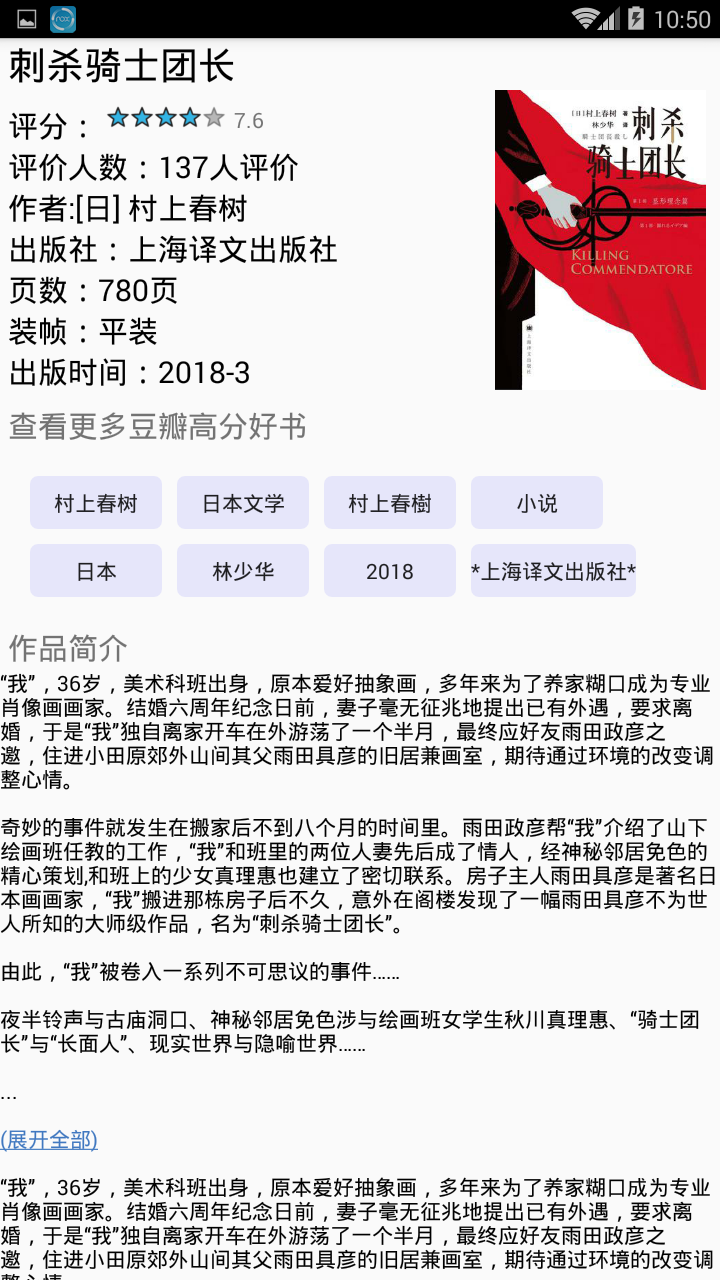 10:50
刺杀骑士团长
评分： 7.6
评价人数：137人评价
作者:[日] 村上春树
出版社：上海译文出版社
页数：780页
装帧：平装
出版时间：2018-3
[日]村上春树 著
林少华 译
刺杀
骑士团长
KILLING
COMMENDATORE
查看更多豆瓣高分好书
村上春树 日本文学 村上春樹 小说
日本 林少华 2018 *上海译文出版社*
作品简介
“我”，36岁，美术科班出身，原本爱好抽象画，多年来为了养家糊口成为专业
肖像画画家。结婚六周年纪念日前，妻子毫无征兆地提出已有外遇，要求离
婚，于是“我”独自离家开车在外游荡了一个半月，最终应好友雨田政彦之
邀，住进小田原郊外山间其父雨田具彦的旧居兼画室，期待通过环境的改变调
整心情。
奇妙的事件就发生在搬家后不到八个月的时间里。雨田政彦帮“我”介绍了山下
绘画班任教的工作，“我”和班里的两位人妻先后成了情人，经神秘邻居免色的
精心策划,和班上的少女真理惠也建立了密切联系。房子主人雨田具彦是著名日
本画画家，“我”搬进那栋房子后不久，意外在阁楼发现了一幅雨田具彦不为世
人所知的大师级作品，名为“刺杀骑士团长”。
由此，“我”被卷入一系列不可思议的事件……
夜半铃声与古庙洞口、神秘邻居免色涉与绘画班女学生秋川真理惠、“骑士团
长”与“长面人”、现实世界与隐喻世界……
...
(展开全部)
“我”，36岁，美术科班出身，原本爱好抽象画，多年来为了养家糊口成为专业
肖像画画家。结婚六周年纪念日前，妻子毫无征兆地提出已有外遇，要求离
婚，于是“我”独自离家开车在外游荡了一个半月，最终应好友雨田政彦之
邀，住进小田原郊外山间其父雨田具彦的旧居兼画室，期待通过环境的改变调